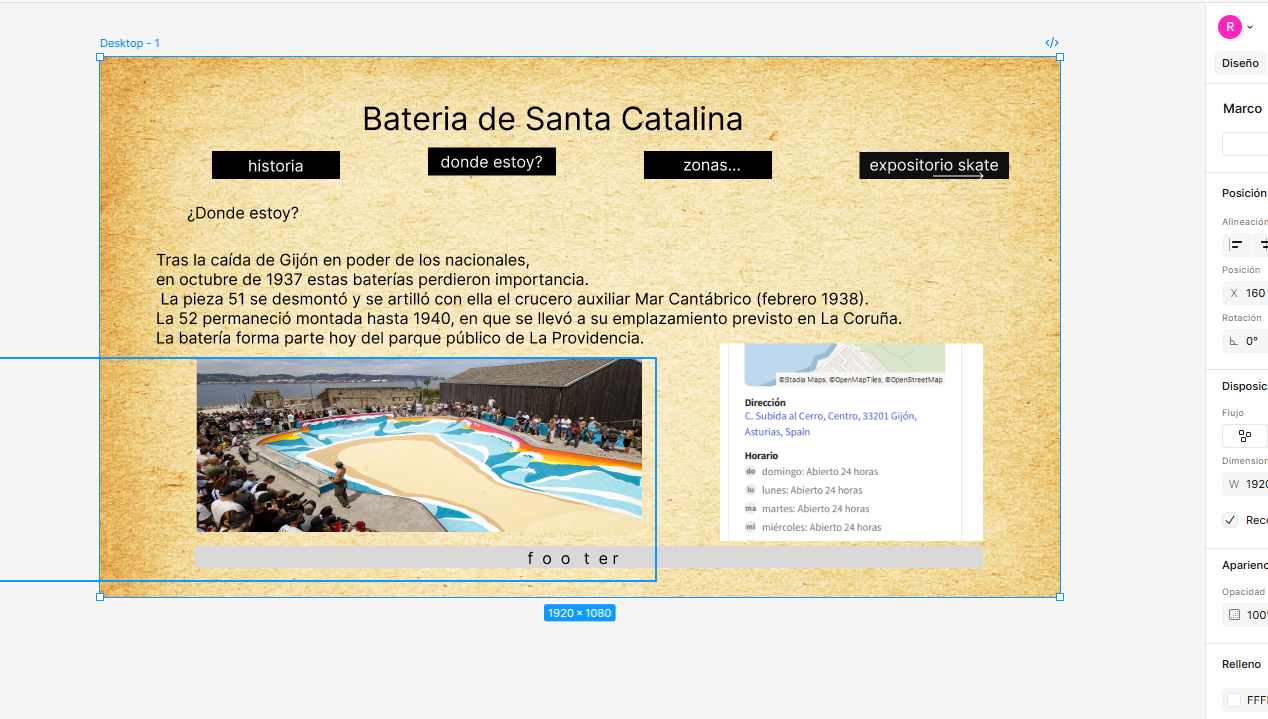 Desktop - 1
</>
R
Diseño
Marco
Bateria de Santa Catalina
historia
donde estoy?
zonas...
expositorio skate
¿Donde estoy?
Tras la caída de Gijón en poder de los nacionales,
en octubre de 1937 estas baterías perdieron importancia.
La pieza 51 se desmontó y se artilló con ella el crucero auxiliar Mar Cantábrico (febrero 1938).
La 52 permaneció montada hasta 1940, en que se llevó a su emplazamiento previsto en La Coruña.
La batería forma parte hoy del parque público de La Providencia.
©Stadia Maps, ©OpenMapTiles, ©OpenStreetMap
Dirección
C. Subida al Cerro, Centro, 33201 Gijón,
Asturias, Spain
Horario
do domingo: Abierto 24 horas
lu lunes: Abierto 24 horas
ma martes: Abierto 24 horas
mi miércoles: Abierto 24 horas
f o o t e r
1920 × 1080
Posición
Alineación
Posición
X 160
Rotación
0°
Disposic
Flujo
Dimension
W 1920
Reco
Aparienc
Opacidad
100
Relleno
FFF